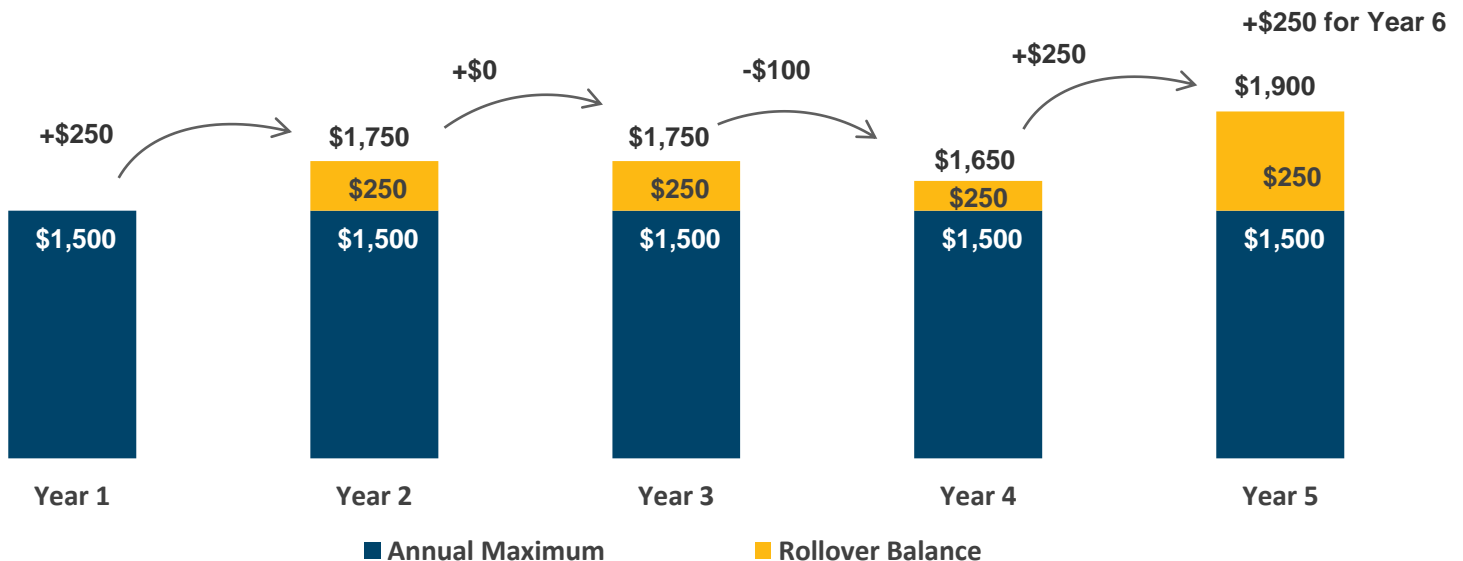 +$250 for Year 6
+$0
-$100
+$250
$1,900
+$250
$1,750
$1,750
$1,650
$250
$250
$250
$250
$1,500
$1,500
$1,500
$1,500
$1,500
Year 1
Year 2
Year 3
Year 4
Year 5
Annual Maximum
Rollover Balance